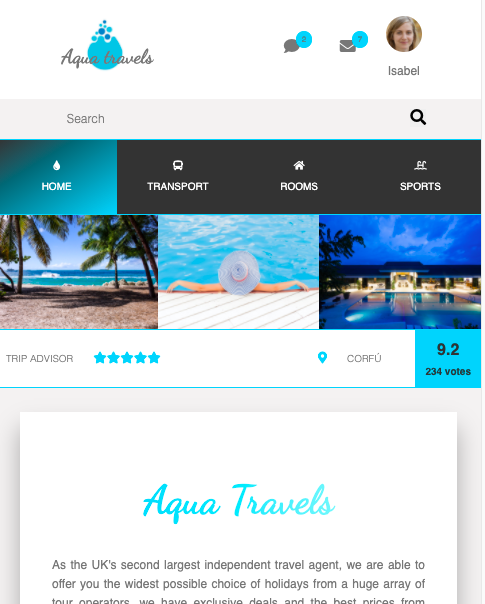 Aqua travels
2
7
Isabel
Search
HOME
TRANSPORT
ROOMS
SPORTS
TRIP ADVISOR
CORFÚ
9.2
234 votes
Aqua Travels
As the UK's second largest independent travel agent, we are able to
offer you the widest possible choice of holidays from a huge array of
tour operators, we have exclusive deals and the best prices from